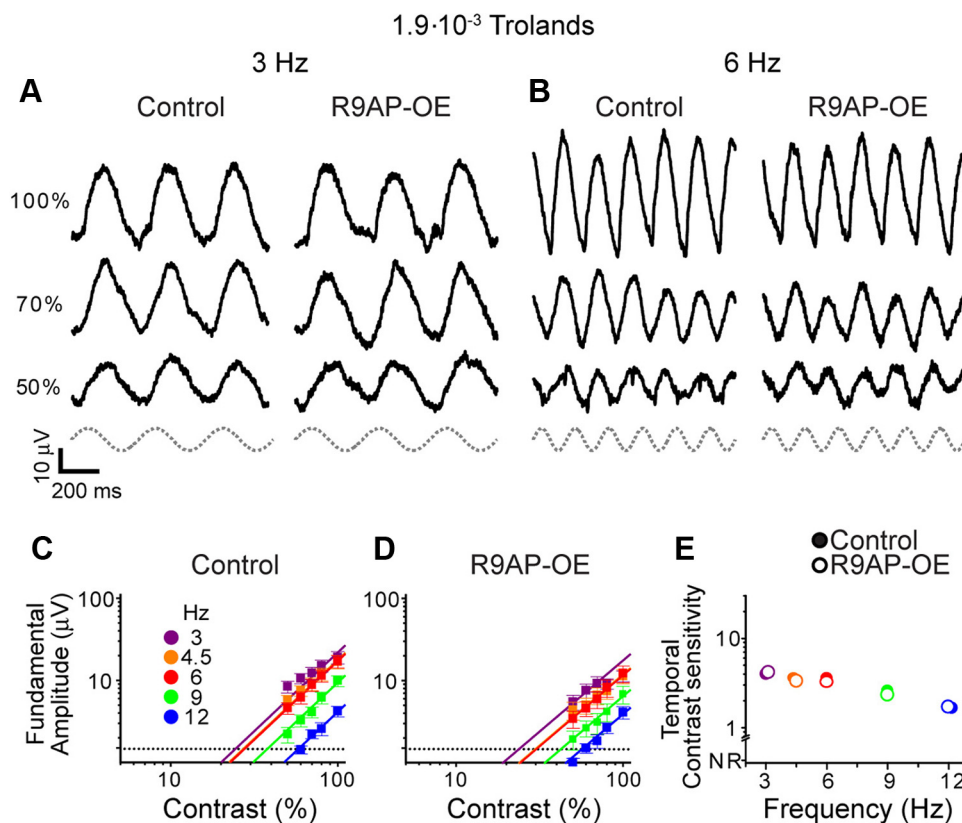 1.9·10⁻³ Trolands
3 Hz
6 Hz
A
B
Control
R9AP-OE
Control
R9AP-OE
100%
70%
50%
10 µV
200 ms
C
Control
D
R9AP-OE
E
Control
R9AP-OE
Fundamental
Amplitude (µV)
100
10
Hz
3
4.5
6
9
12
10
100
Contrast (%)
100
10
10
100
Contrast (%)
Temporal
Contrast sensitivity
10
1
NR
3
6
9
12
Frequency (Hz)